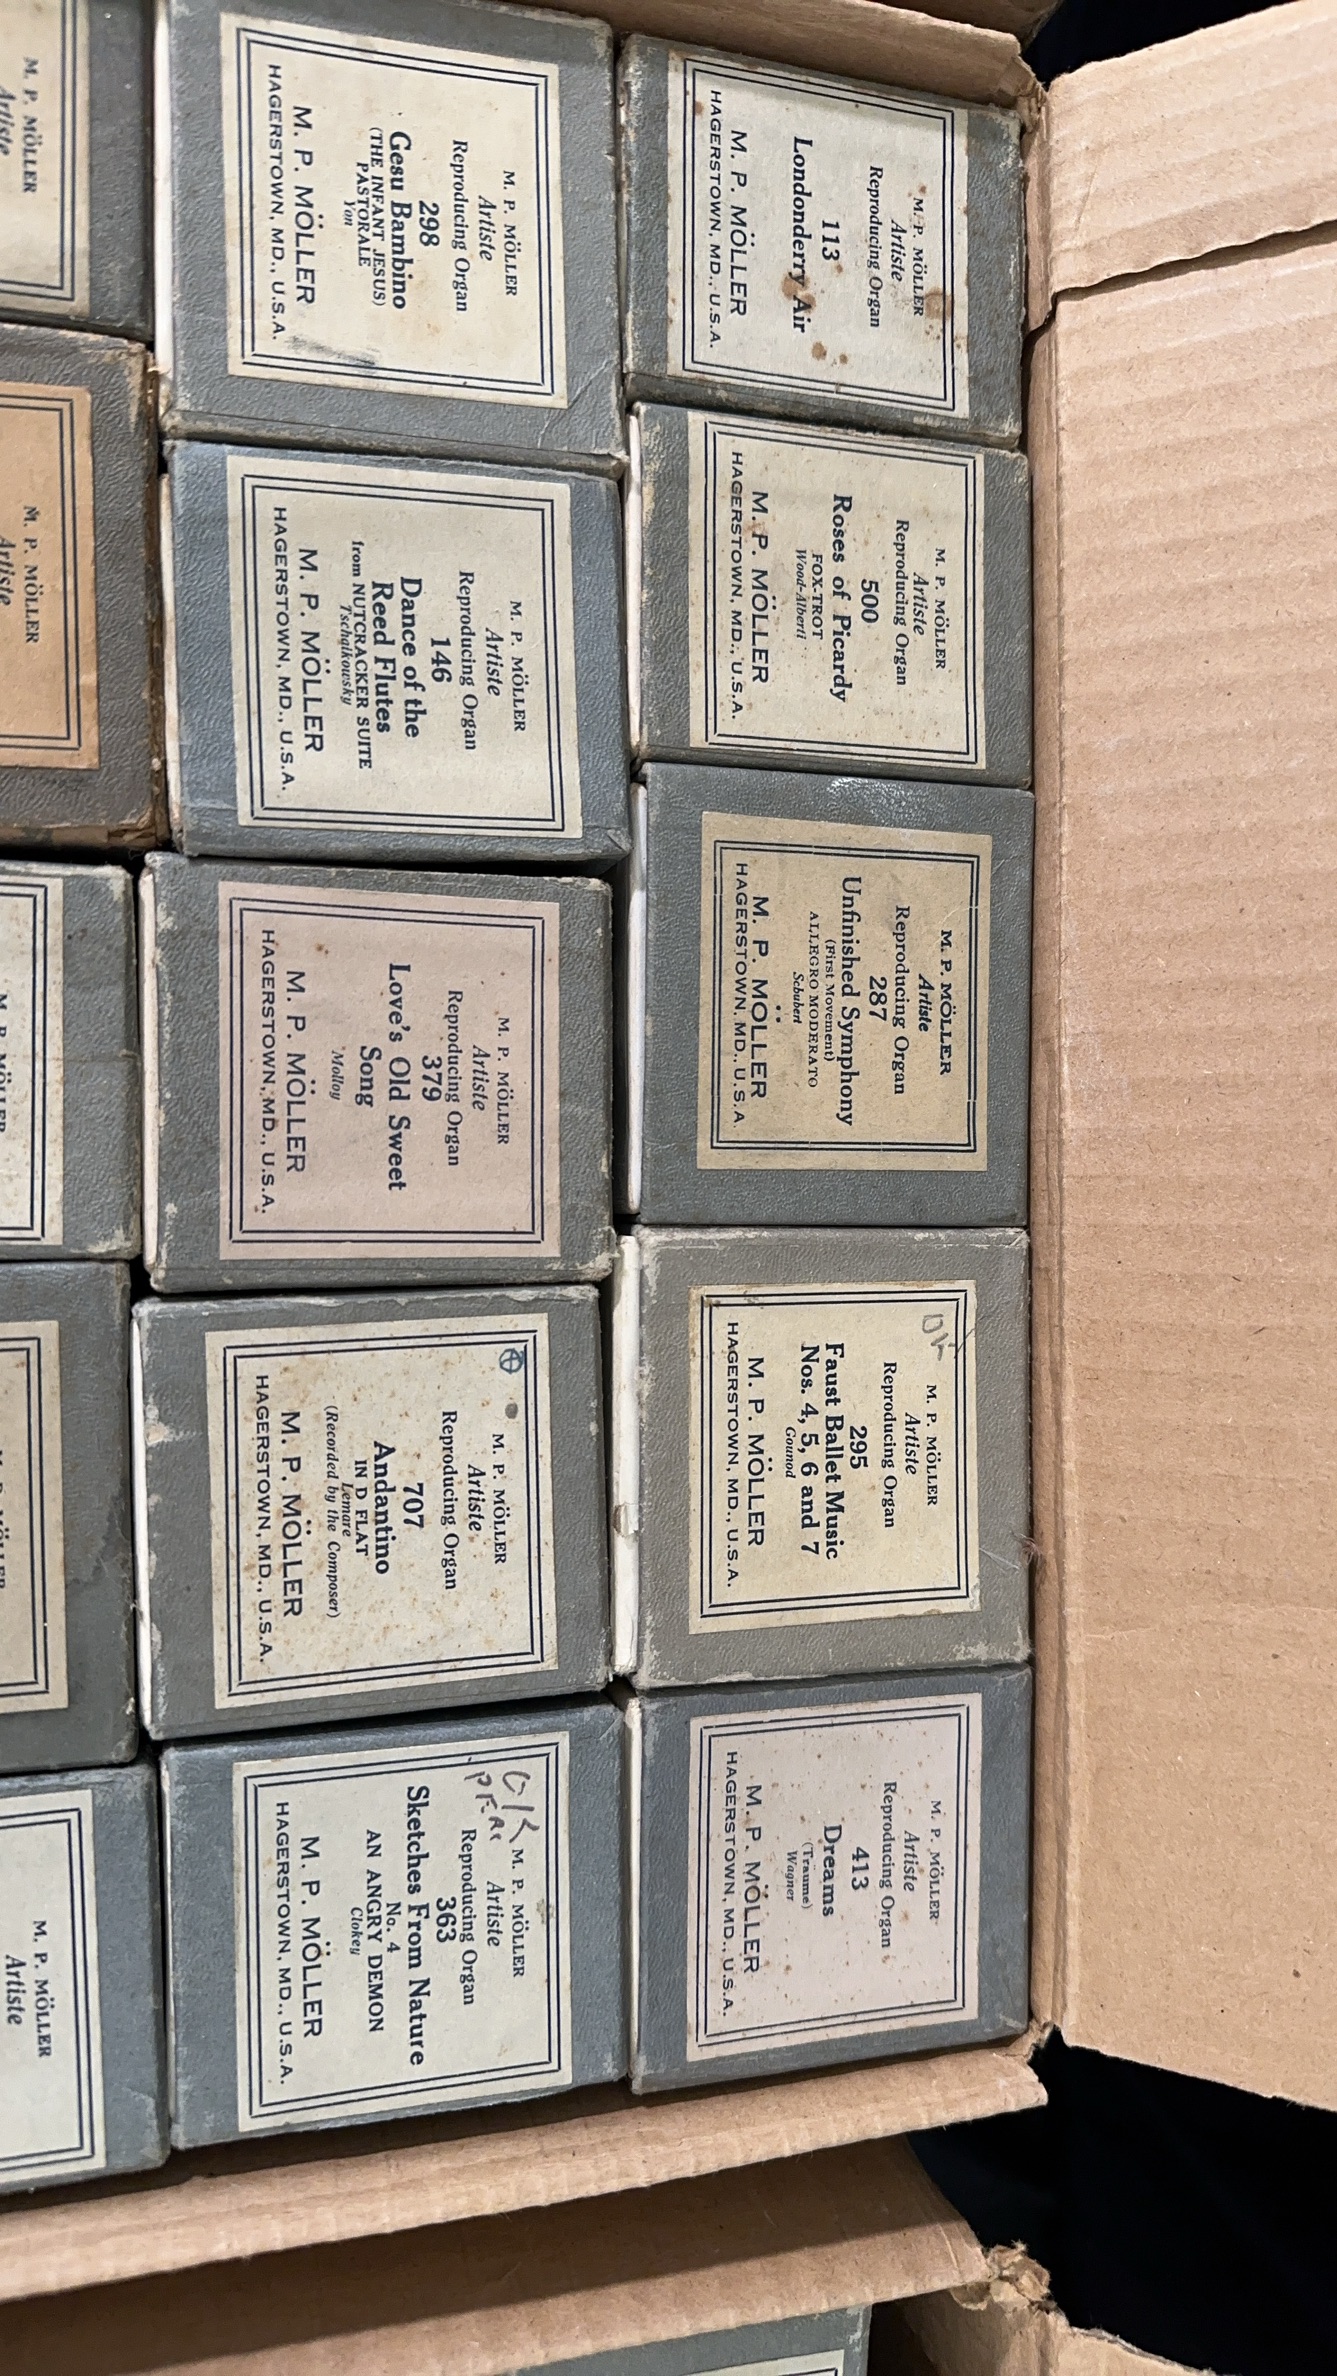 M. P. MÖLLER
Artiste
Reproducing Organ
113
Londonderry Air
M. P. MÖLLER
HAGERSTOWN, MD., U.S.A.
M. P. MÖLLER
Artiste
Reproducing Organ
500
Roses of Picardy
FOX-TROT
Wood-Alberti
M. P. MÖLLER
HAGERSTOWN, MD., U.S.A.
M. P. MÖLLER
Artiste
Reproducing Organ
287
Unfinished Symphony
(First Movement)
ALLEGRO MODERATO
Schubert
M. P. MÖLLER
HAGERSTOWN, MD., U.S.A
OK
M. P. MÖLLER
Artiste
Reproducing Organ
295
Faust Ballet Music
Nos. 4, 5, 6 and 7
Gounod
M. P. MÖLLER
HAGERSTOWN, MD., U.S.A.
M. P. MÖLLER
Artiste
Reproducing Organ
413
Dreams
(Traume)
Wagner
M. P. MÖLLER
HAGERSTOWN, MD., U.S.A.
M. P. MÖLLER
Artiste
Reproducing Organ
298
Gesu Bambino
(THE INFANT JESUS)
PASTORALE
Yon
M. P. MÖLLER
HAGERSTOWN, MD., U.S.A.
M. P. MÖLLER
Artiste
Reproducing Organ
146
Dance of the
Reed Flutes
from NUTCRACKER SUITE
Tschaikowsky
M. P. MÖLLER
HAGERSTOWN, MD., U.S.A.
M. P. MÖLLER
Artiste
Reproducing Organ
379
Love's Old Sweet
Song
Molloy
M. P. MÖLLER
HAGERSTOWN, MD., U.S.A.
M. P. MÖLLER
Artiste
Reproducing Organ
707
Andantino
IN D FLAT
Lemare
(Recorded by the Composer)
M. P. MÖLLER
HAGERSTOWN, MD., U.S.A.
OK
M. P. MÖLLER
Artiste
Reproducing Organ
363
Sketches From Nature
No. 4
AN ANGRY DEMON
Clokey
M. P. MÖLLER
HAGERSTOWN, MD., U.S.A.
M. P. MÖLLER
Artiste
M. P. MÖLLER
Artiste
M. P. MÖLLER
M. P. MÖLLER
M. P. MÖLLER
Artiste